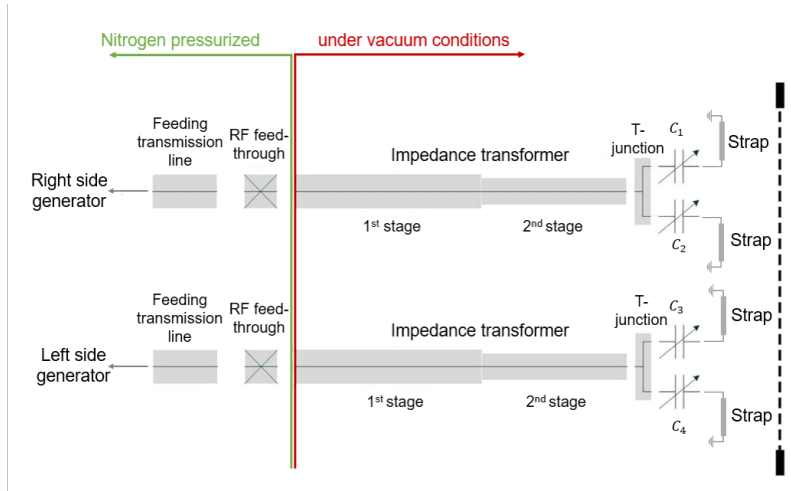 Nitrogen pressurized
under vacuum conditions
Feeding
transmission
line
RF feed-
through
Impedance transformer
T-
junction
C₁
Strap
Right side
generator
1st stage
2nd stage
C₂
Strap
Feeding
transmission
line
RF feed-
through
Impedance transformer
T-
junction
C₃
Strap
Left side
generator
1st stage
2nd stage
C₄
Strap